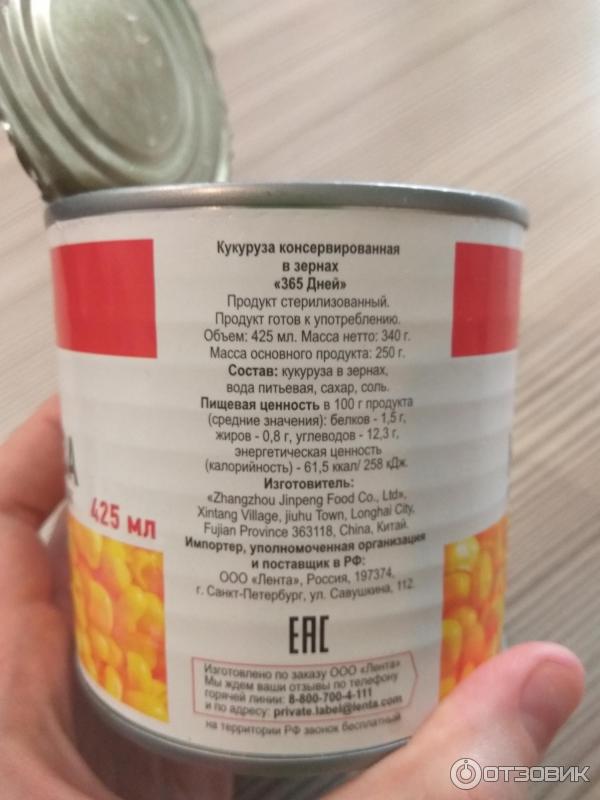 Кукуруза консервированная
в зернах
«365 Дней»
Продукт стерилизованный.
Продукт готов к употреблению.
Объем: 425 мл. Масса нетто: 340 г.
Масса основного продукта: 250 г.
Состав: кукуруза в зернах,
вода питьевая, сахар, соль.
Пищевая ценность в 100 г продукта
(средние значения): белков - 1,5 г,
жиров - 0,8 г, углеводов - 12,3 г,
энергетическая ценность
(калорийность) - 61,5 ккал/ 258 кДж.
Изготовитель:
«Zhangzhou Jinpeng Food Co., Ltd»,
Xintang Village, jiuhu Town, Longhai City,
Fujian Province 363118, China, Китай.
Импортер, уполномоченная организация
и поставщик в РФ:
ООО «Лента», Россия, 197374,
г. Санкт-Петербург, ул. Савушкина, 112.
ЕАС
Изготовлено по заказу ООО «Лента»
Мы ждем ваши отзывы по телефону
горячей линии: 8-800-700-4-111
и по адресу: private.label@lenta.com
на территории РФ звонок бесплатный
А
425 мл
ОТЗОВИК